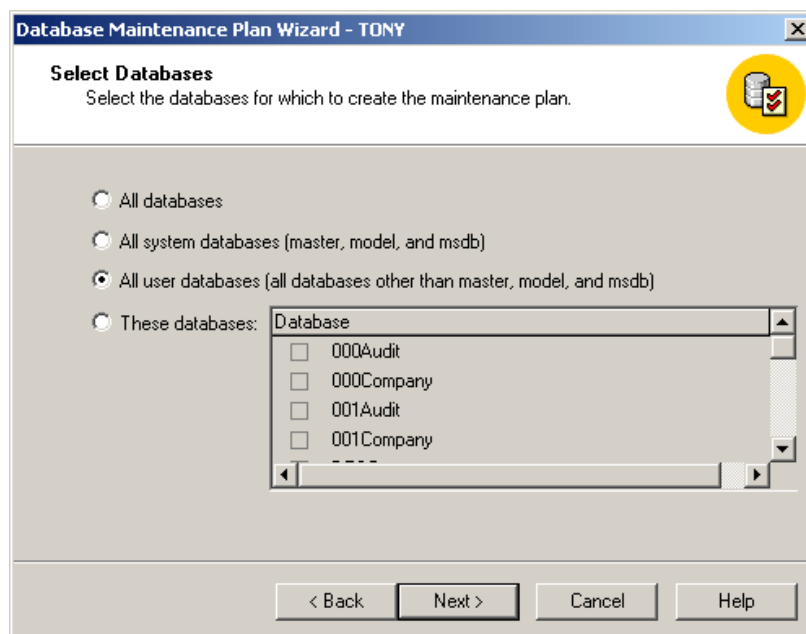 Database Maintenance Plan Wizard - TONY
Select Databases
Select the databases for which to create the maintenance plan.
All databases
All system databases (master, model, and msdb)
All user databases (all databases other than master, model, and msdb)
These databases:
Database
000Audit
000Company
001Audit
001Company
< Back
Next >
Cancel
Help